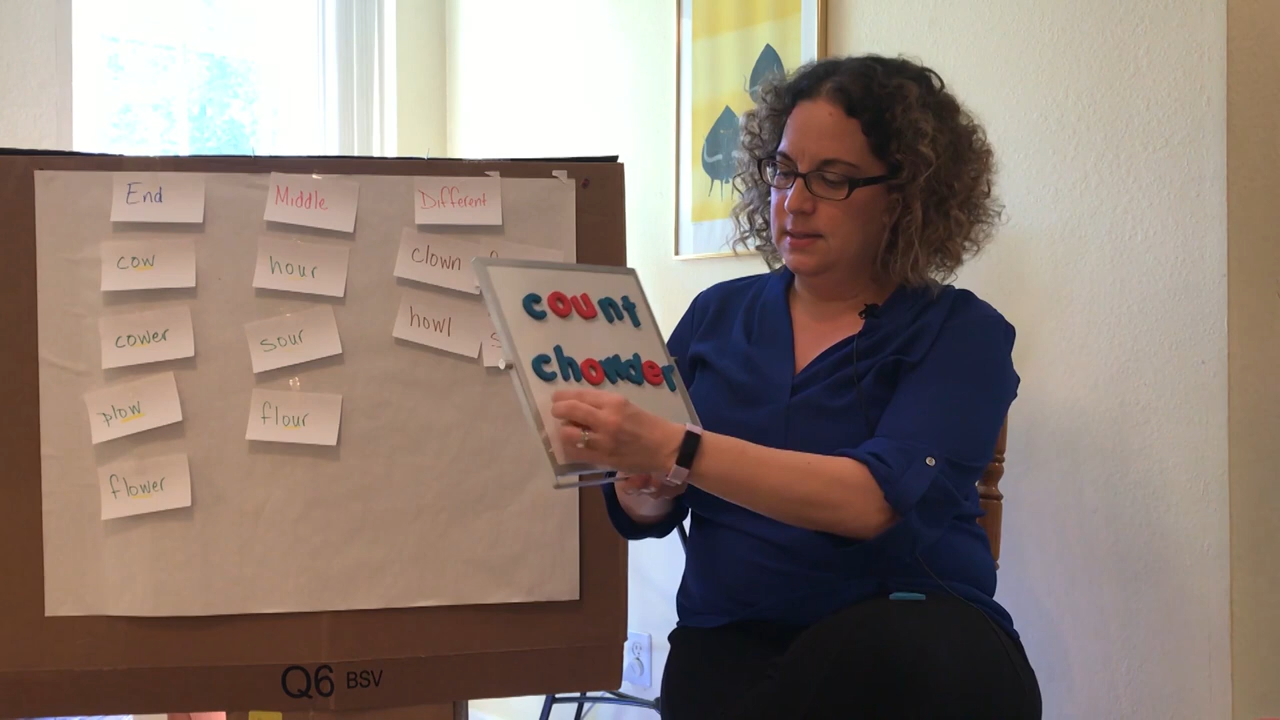 End
Middle
Different
cow
hour
clown
cower
sour
howl
plow
flour
flower
count
chowder
Q6 BSV